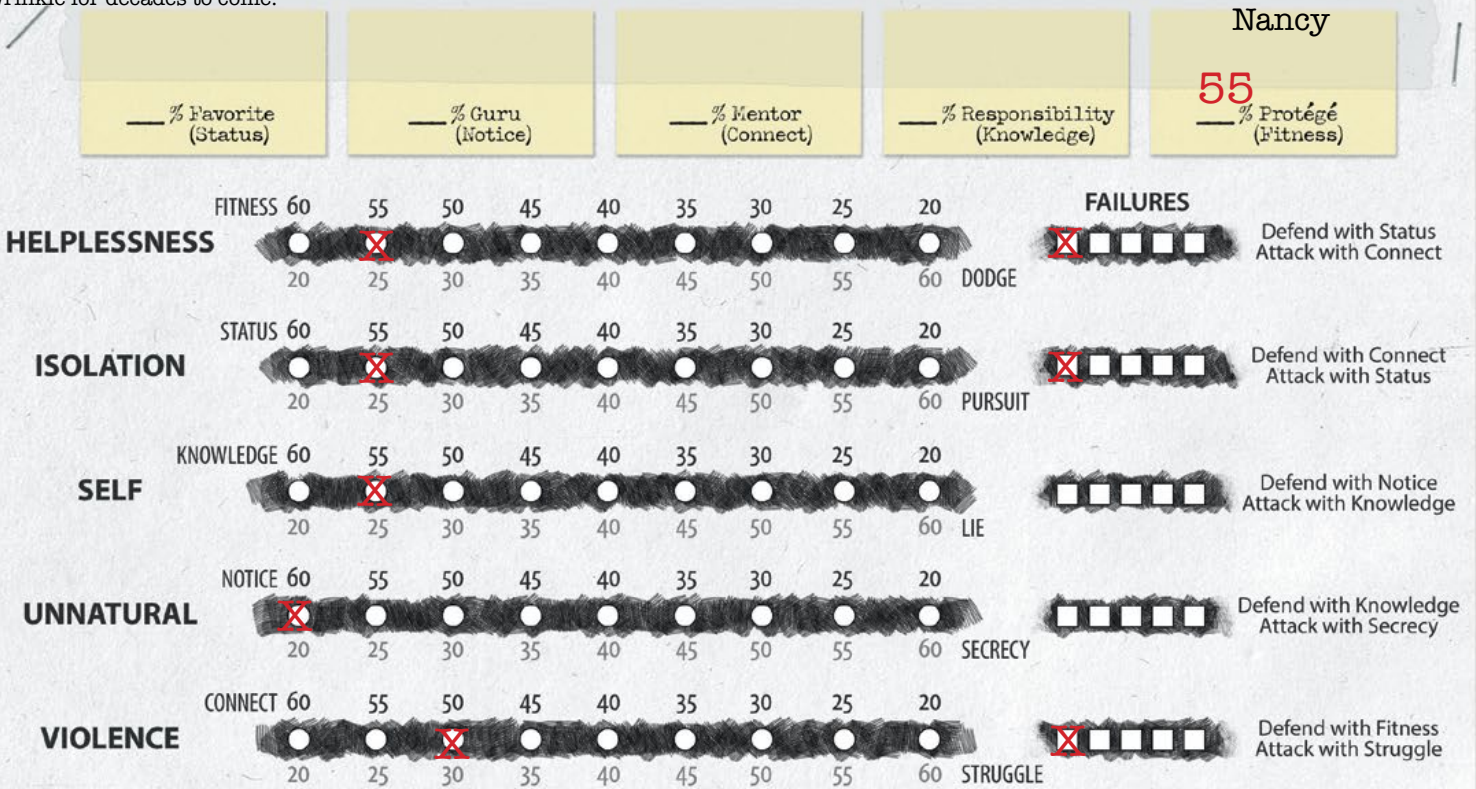 wrinkle for decades to come.
Nancy
55
___% Favorite
(Status)
___% Guru
(Notice)
___% Mentor
(Connect)
___% Responsibility
(Knowledge)
___% Protégé
(Fitness)
FITNESS 60 55 50 45 40 35 30 25 20
FAILURES
HELPLESSNESS
X
X
Defend with Status
Attack with Connect
20 25 30 35 40 45 50 55 60 DODGE
STATUS 60 55 50 45 40 35 30 25 20
ISOLATION
X
X
Defend with Connect
Attack with Status
20 25 30 35 40 45 50 55 60 PURSUIT
KNOWLEDGE 60 55 50 45 40 35 30 25 20
SELF
X
Defend with Notice
Attack with Knowledge
20 25 30 35 40 45 50 55 60 LIE
NOTICE 60 55 50 45 40 35 30 25 20
UNNATURAL
X
Defend with Knowledge
Attack with Secrecy
20 25 30 35 40 45 50 55 60 SECRECY
CONNECT 60 55 50 45 40 35 30 25 20
VIOLENCE
X
X
Defend with Fitness
Attack with Struggle
20 25 30 35 40 45 50 55 60 STRUGGLE